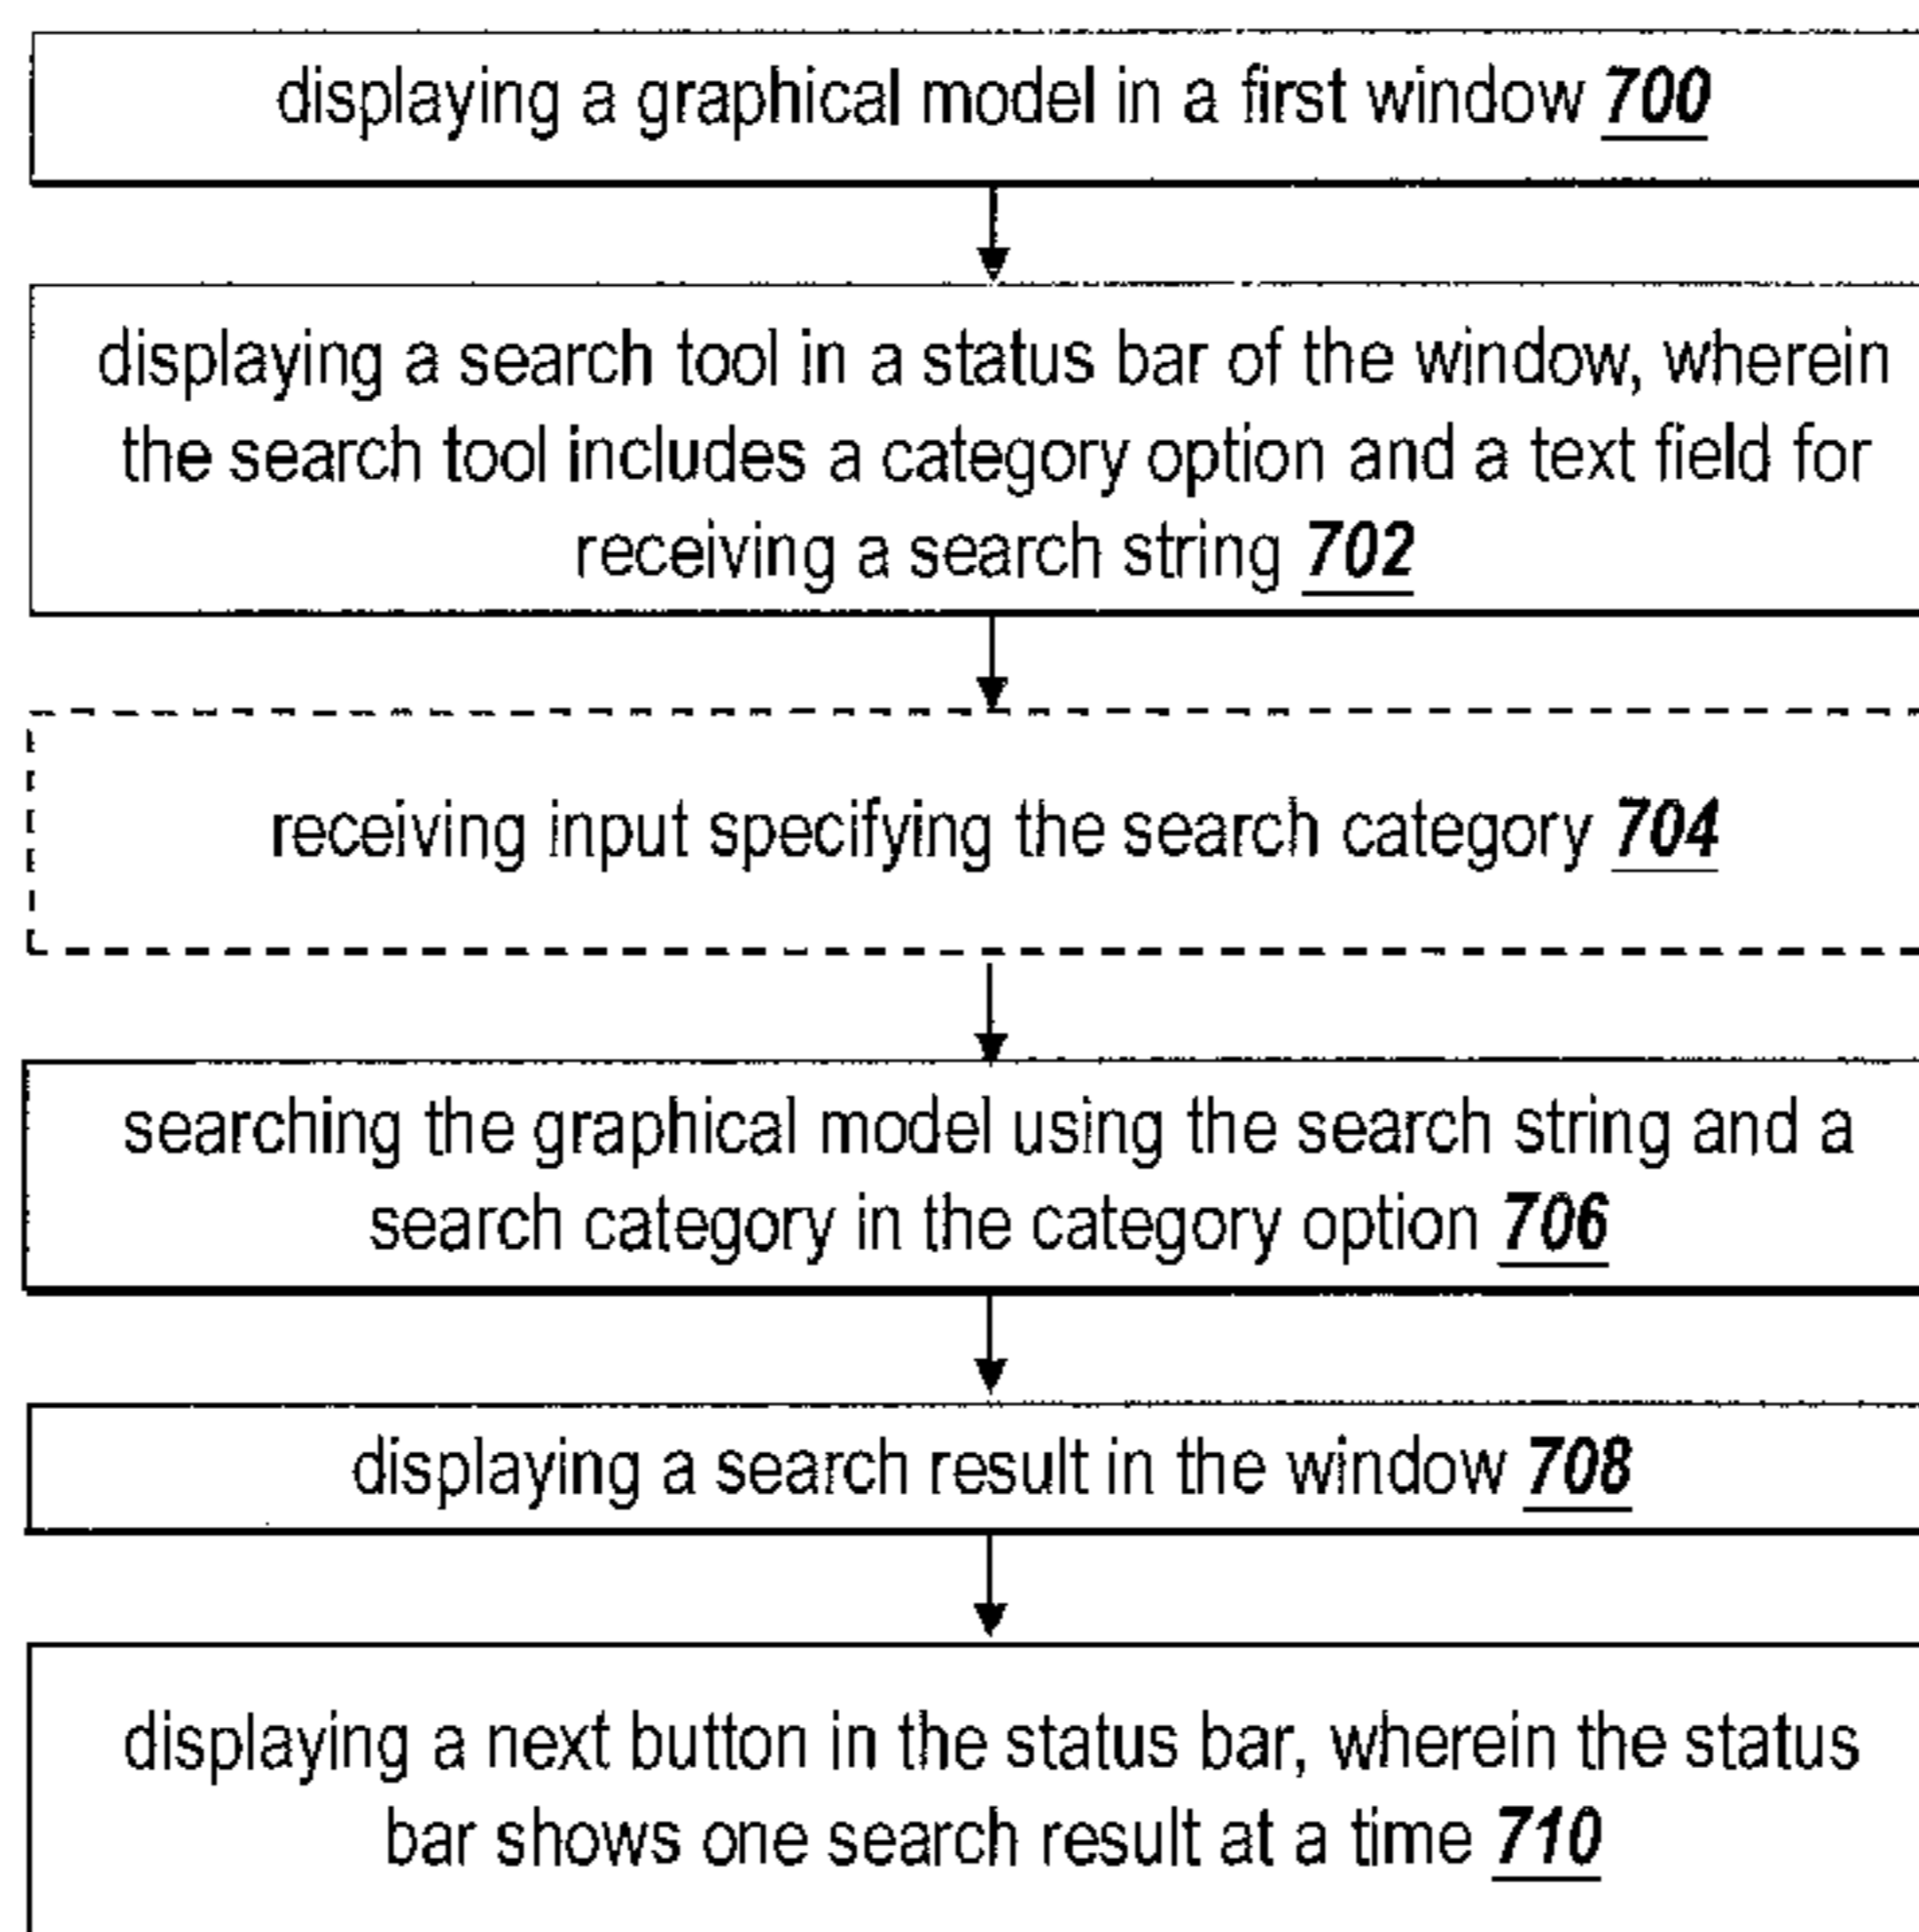 displaying a graphical model in a first window 700
displaying a search tool in a status bar of the window, wherein
the search tool includes a category option and a text field for
receiving a search string 702
receiving input specifying the search category 704
searching the graphical model using the search string and a
search category in the category option 706
displaying a search result in the window 708
displaying a next button in the status bar, wherein the status
bar shows one search result at a time 710